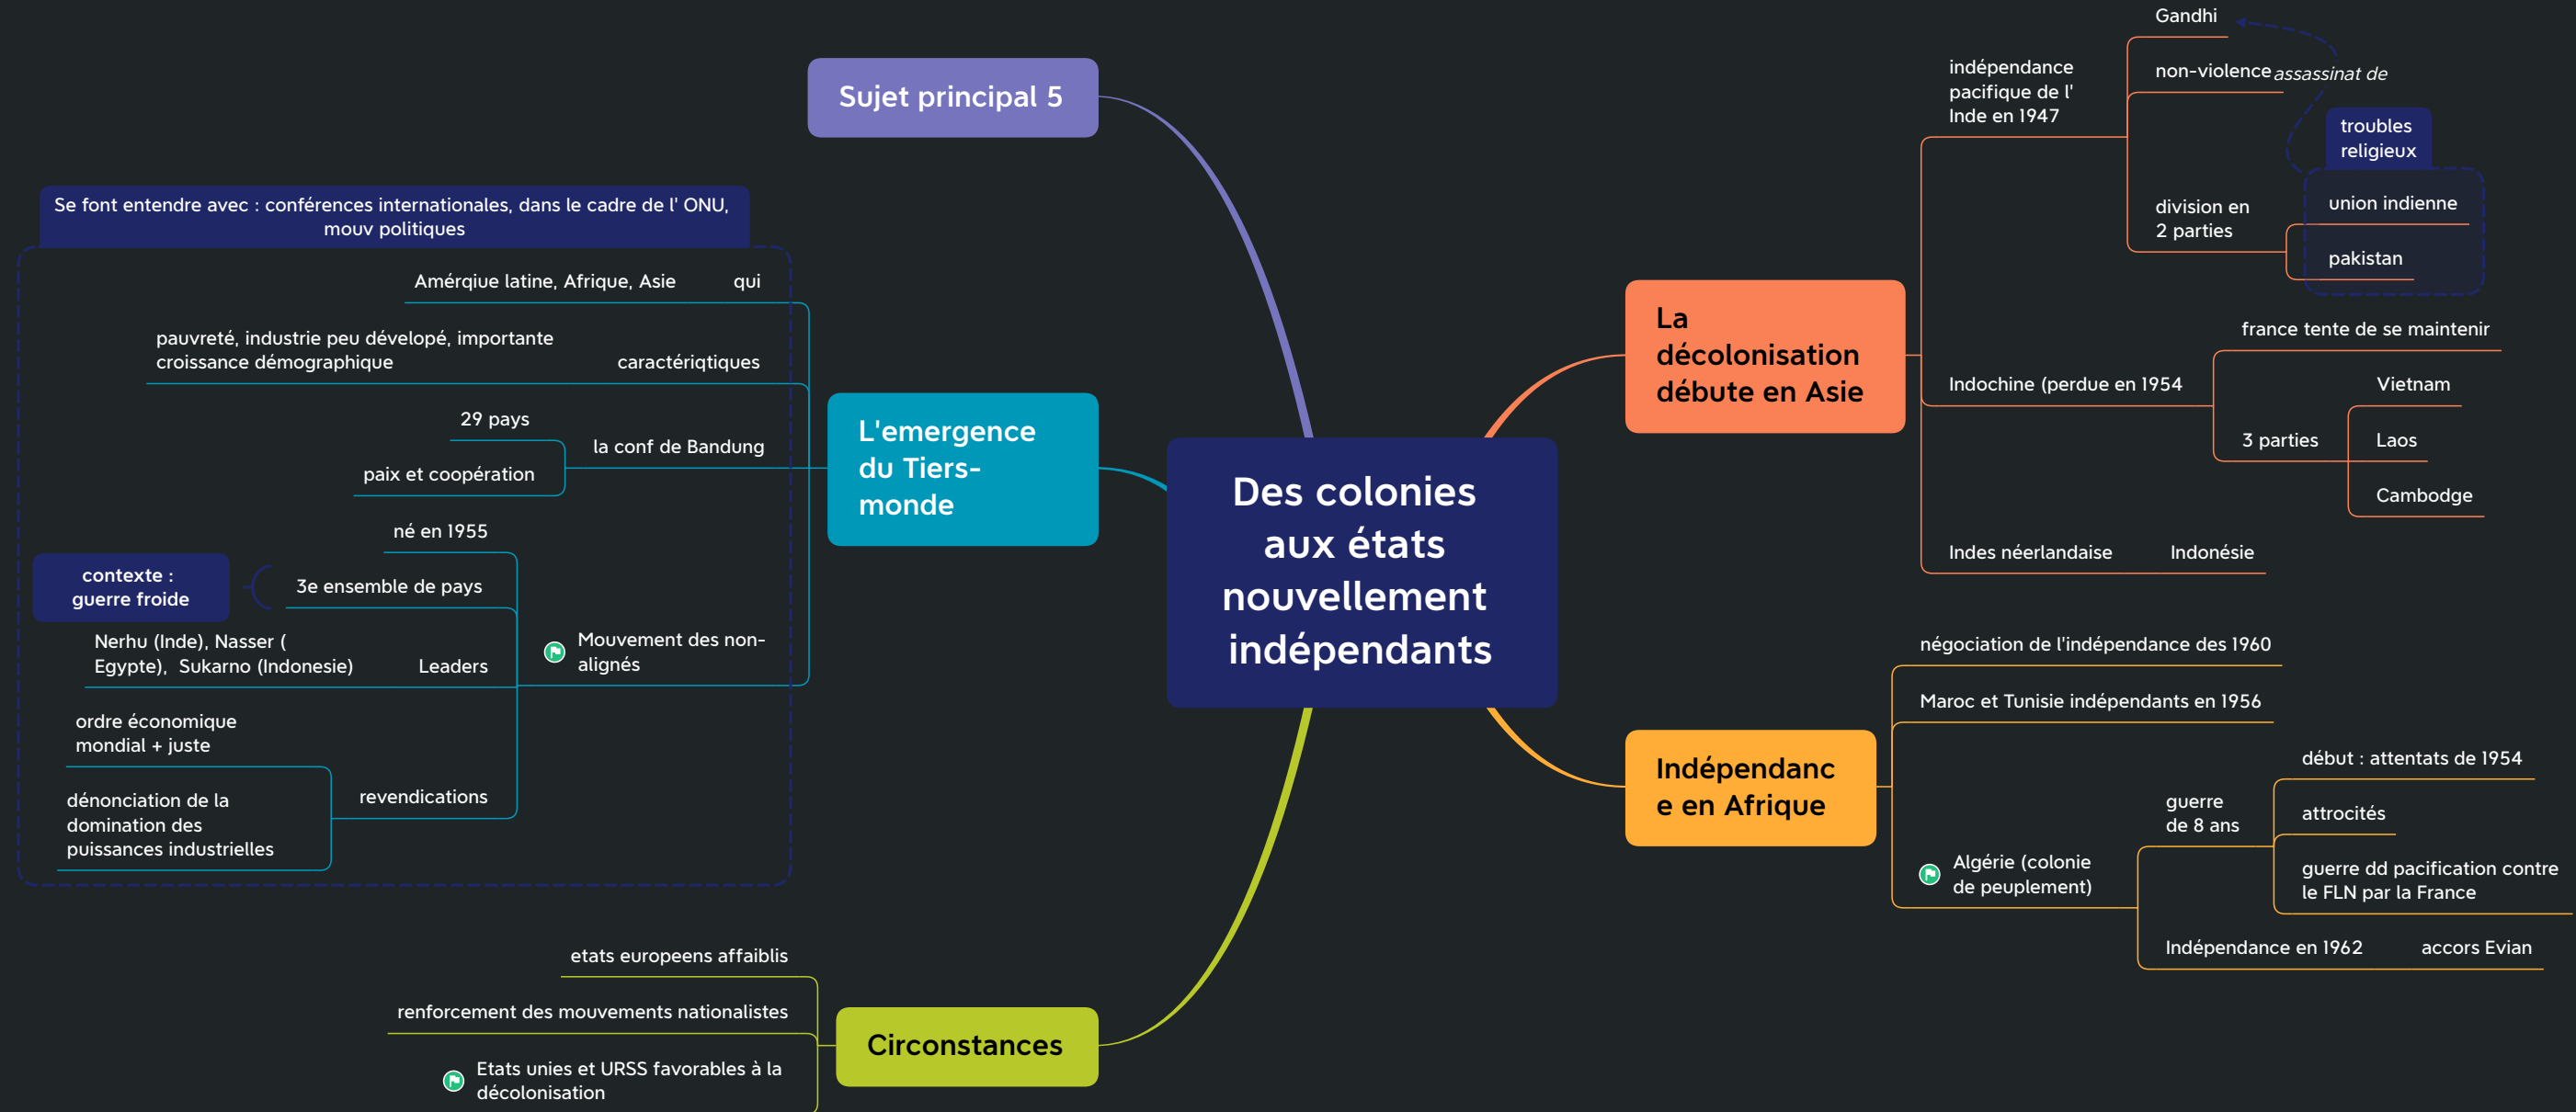 Des colonies
aux états
nouvellement
indépendants
La
décolonisation
débute en Asie
indépendance
pacifique de l'
Inde en 1947
Gandhi
non-violence
assassinat de
troubles
religieux
division en
2 parties
union indienne
pakistan
Indochine (perdue en 1954
france tente de se maintenir
3 parties
Vietnam
Laos
Cambodge
Indes néerlandaise
Indonésie
Indépendanc
e en Afrique
négociation de l'indépendance des 1960
Maroc et Tunisie indépendants en 1956
Algérie (colonie
de peuplement)
guerre
de 8 ans
début : attentats de 1954
attrocités
guerre dd pacification contre
le FLN par la France
Indépendance en 1962
accors Evian
Circonstances
etats europeens affaiblis
renforcement des mouvements nationalistes
Etats unies et URSS favorables à la
décolonisation
L'emergence
du Tiers-
monde
Se font entendre avec : conférences internationales, dans le cadre de l' ONU,
mouv politiques
qui
Amérqiue latine, Afrique, Asie
caractériqtiques
pauvreté, industrie peu dévelopé, importante
croissance démographique
la conf de Bandung
29 pays
paix et coopération
Mouvement des non-
alignés
né en 1955
3e ensemble de pays
contexte :
guerre froide
Leaders
Nerhu (Inde), Nasser (
Egypte),  Sukarno (Indonesie)
revendications
ordre économique
mondial + juste
dénonciation de la
domination des
puissances industrielles
Sujet principal 5